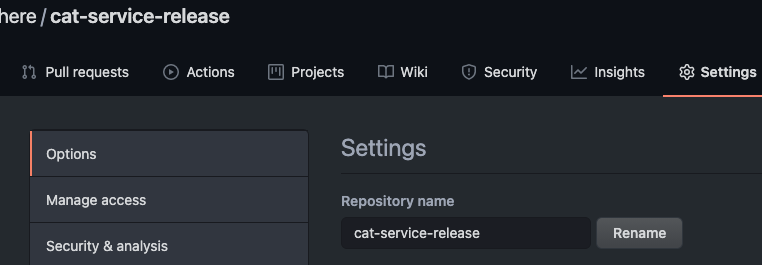 here / cat-service-release
Pull requests Actions Projects Wiki Security Insights Settings
Options
Manage access
Security & analysis
Settings
Repository name
cat-service-release Rename